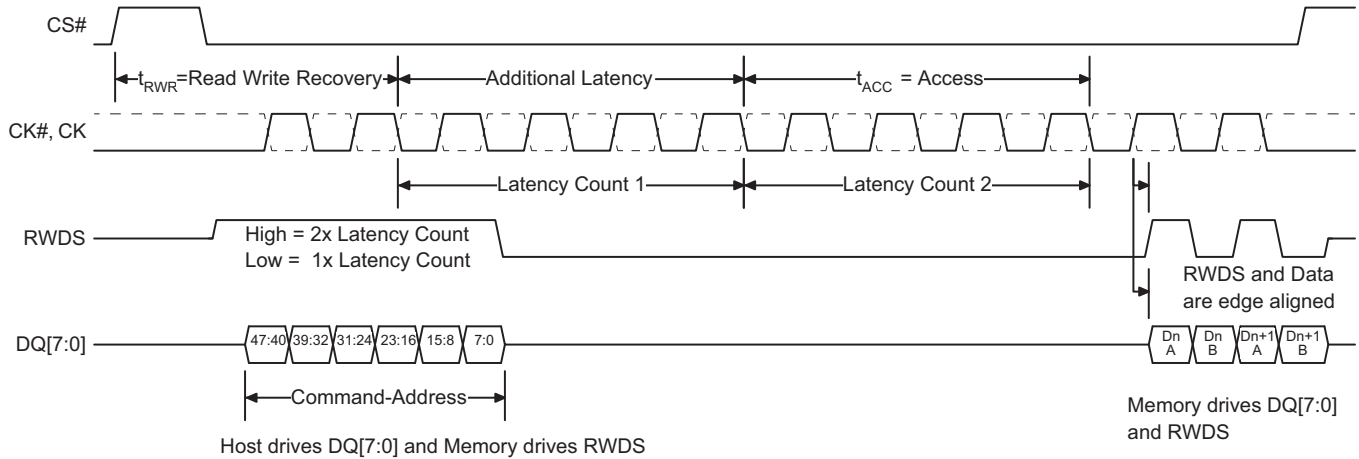 CS#
tRWR=Read Write Recovery
Additional Latency
tACC = Access
CK#, CK
Latency Count 1
Latency Count 2
RWDS
High = 2x Latency Count
Low = 1x Latency Count
RWDS and Data
are edge aligned
DQ[7:0]
47:40 39:32 31:24 23:16 15:8 7:0
Dn A
Dn B
Dn+1 A
Dn+1 B
Command-Address
Memory drives DQ[7:0]
and RWDS
Host drives DQ[7:0] and Memory drives RWDS